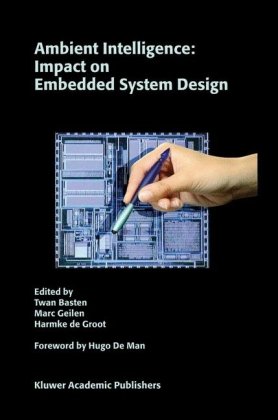 Ambient Intelligence:
Impact on
Embedded System Design
Edited by
Twan Basten
Marc Geilen
Harmke de Groot
Foreword by Hugo De Man
Kluwer Academic Publishers